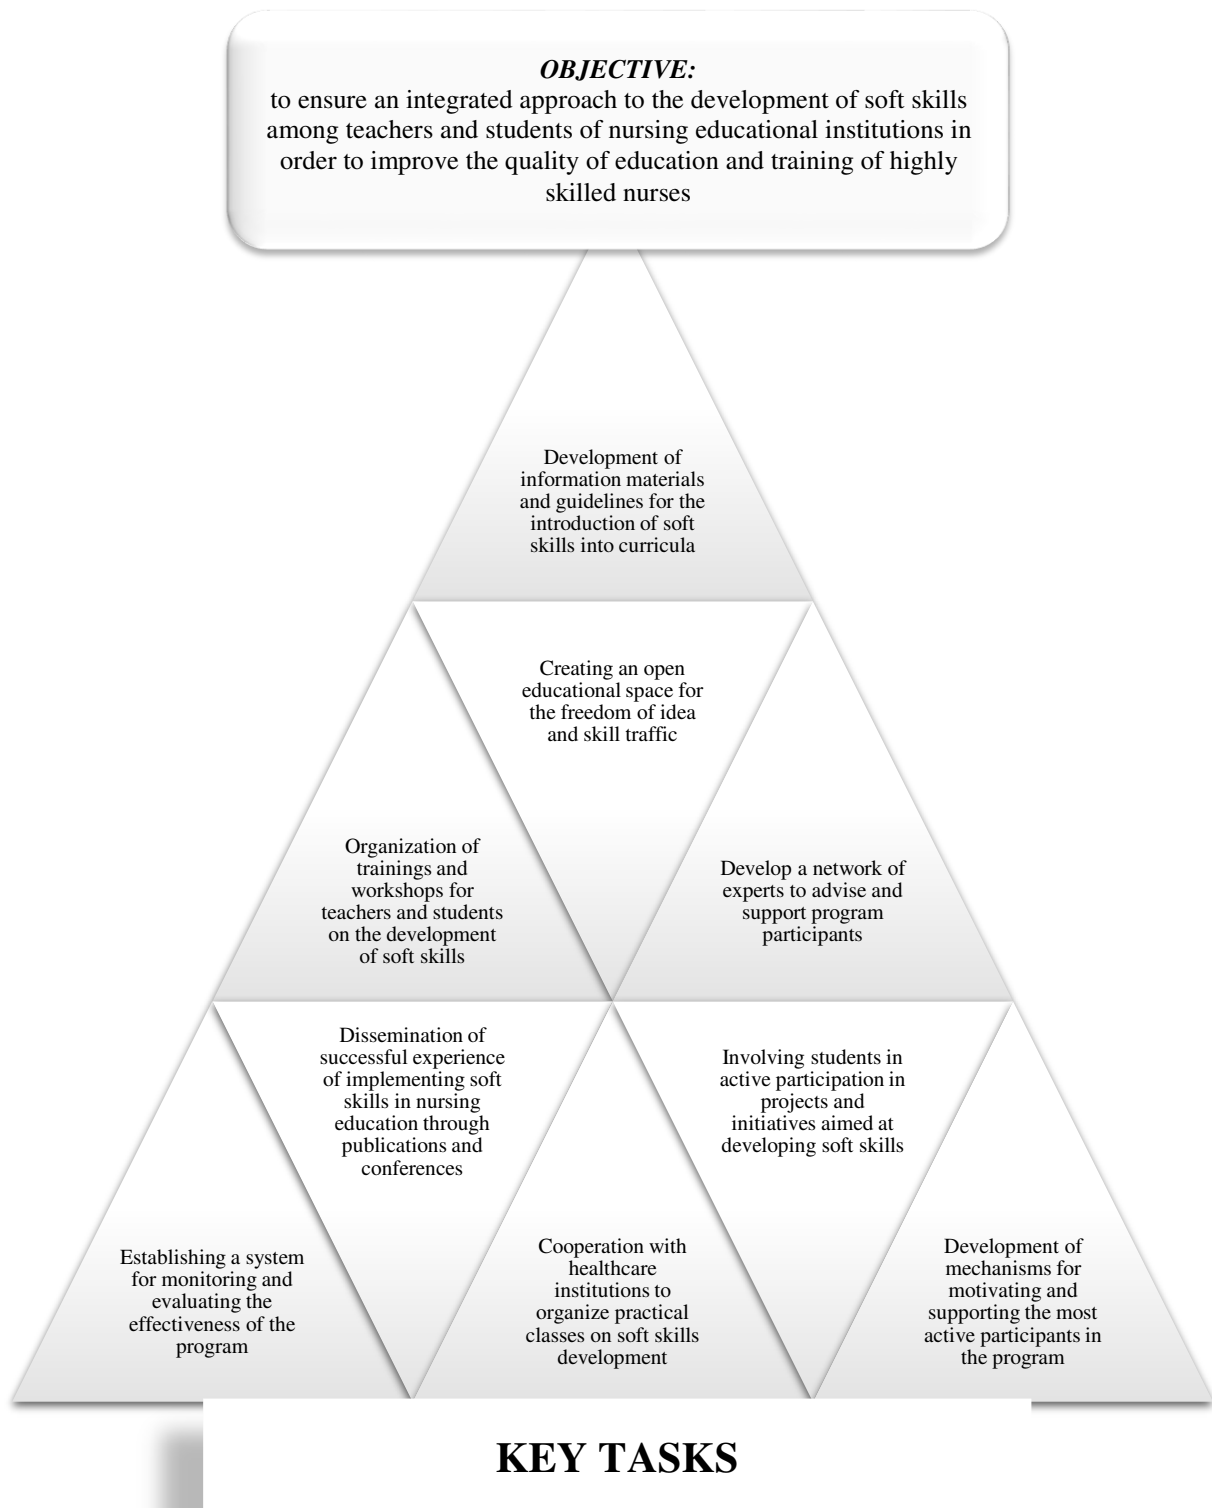 OBJECTIVE:
to ensure an integrated approach to the development of soft skills
among teachers and students of nursing educational institutions in
order to improve the quality of education and training of highly
skilled nurses
Development of
information materials
and guidelines for the
introduction of soft
skills into curricula
Creating an open
educational space for
the freedom of idea
and skill traffic
Organization of
trainings and
workshops for
teachers and students
on the development
of soft skills
Develop a network of
experts to advise and
support program
participants
Dissemination of
successful experience
of implementing soft
skills in nursing
education through
publications and
conferences
Involving students in
active participation in
projects and
initiatives aimed at
developing soft skills
Establishing a system
for monitoring and
evaluating the
effectiveness of the
program
Cooperation with
healthcare
institutions to
organize practical
classes on soft skills
development
Development of
mechanisms for
motivating and
supporting the most
active participants in
the program
KEY TASKS